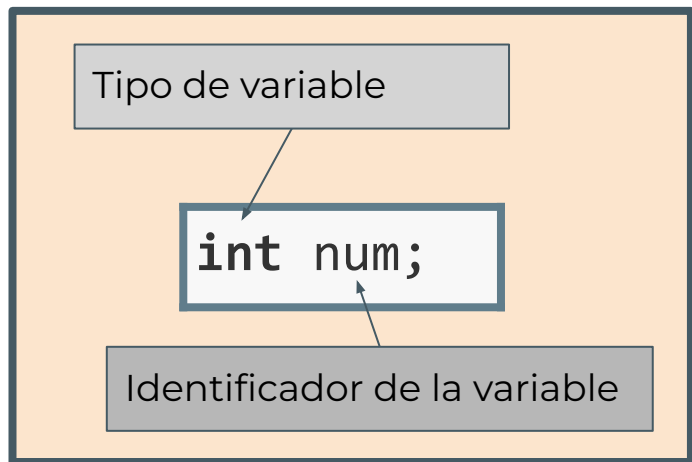 Tipo de variable
int num;
Identificador de la variable